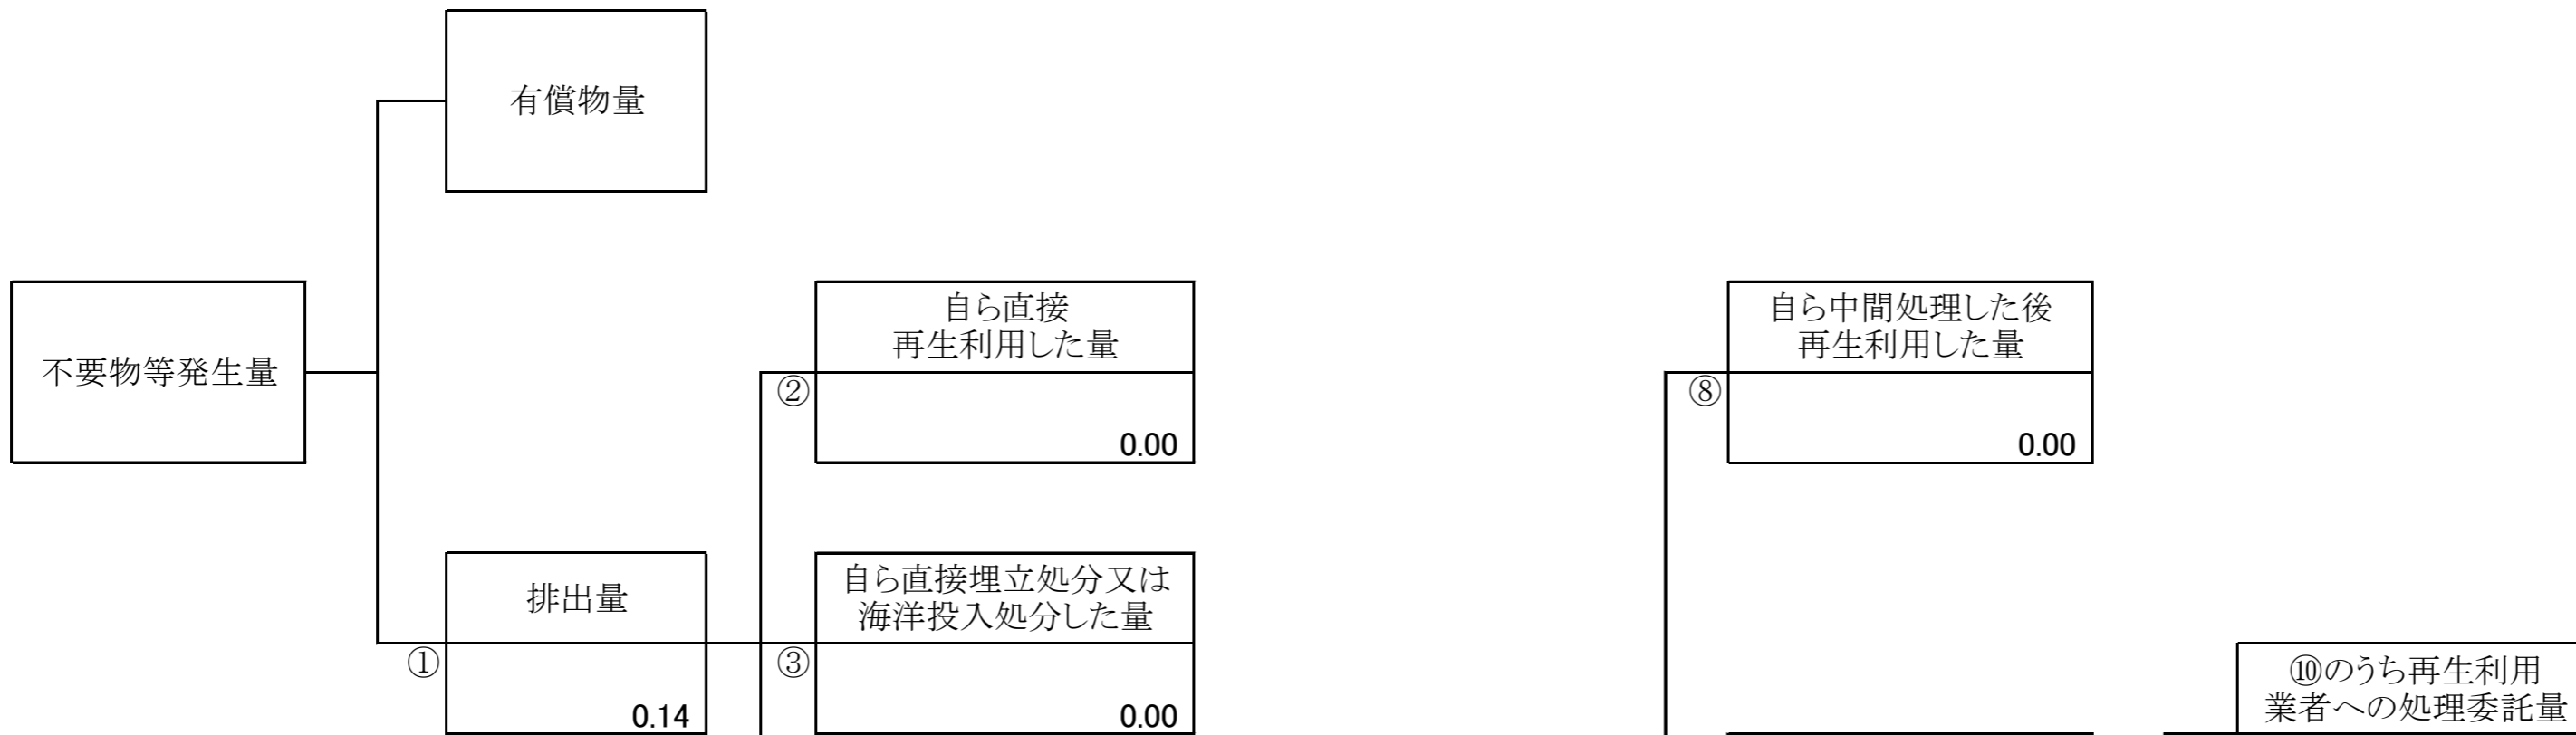 有償物量
不要物等発生量
自ら直接
再生利用した量
②
0.00
自ら中間処理した後
再生利用した量
⑧
0.00
排出量
①
0.14
自ら直接埋立処分又は
海洋投入処分した量
③
0.00
⑩のうち再生利用
業者への処理委託量